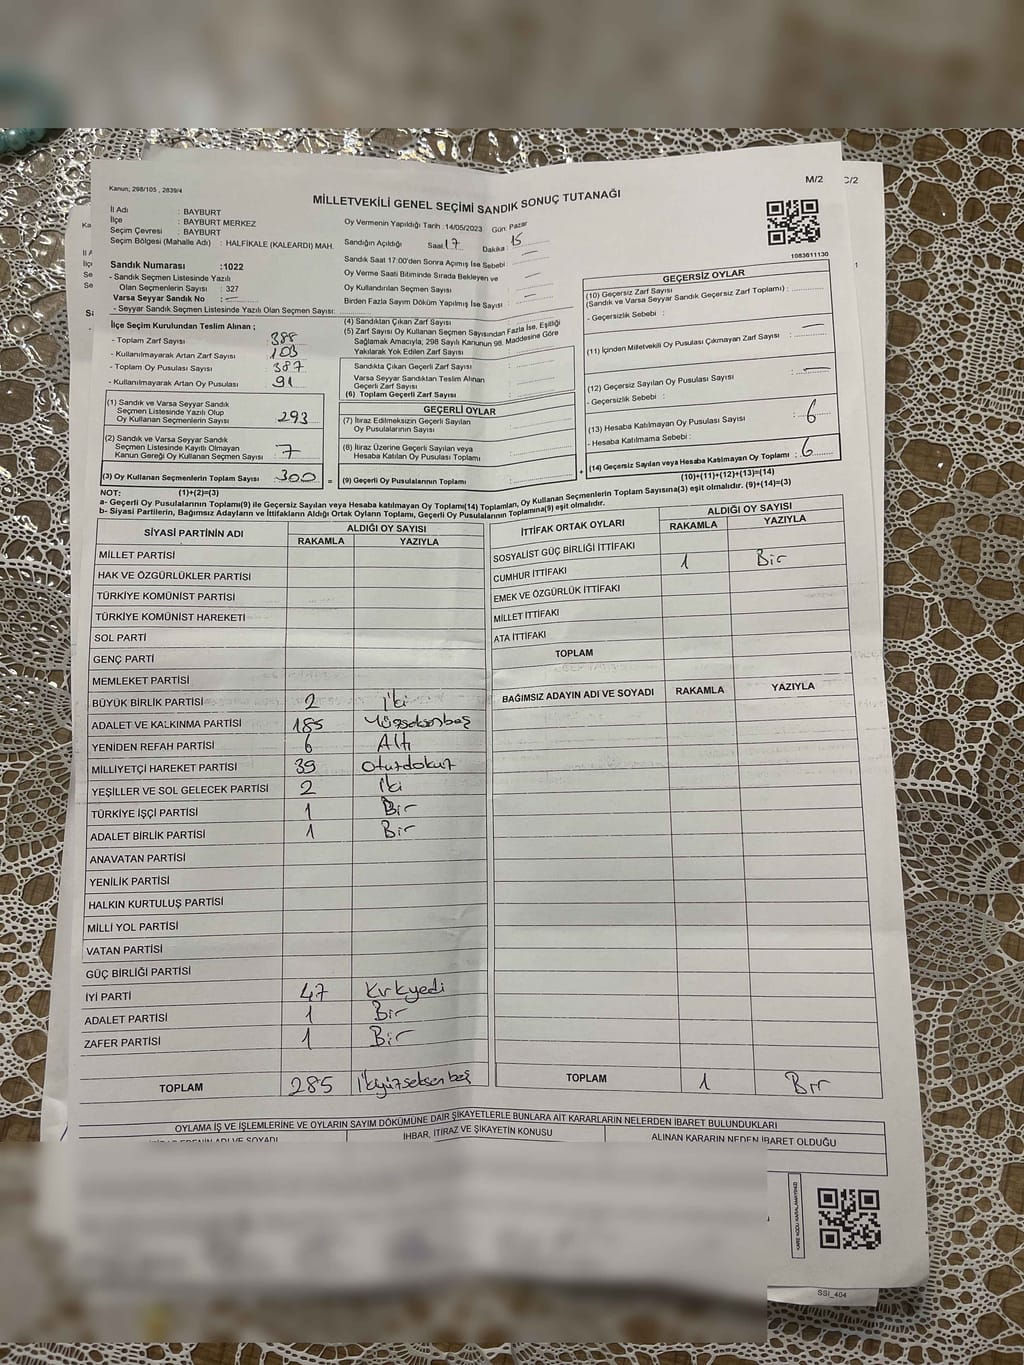 Kanun; 298/105 , 2839/4
M/2
C/2
MİLLETVEKİLİ GENEL SEÇİMİ SANDIK SONUÇ TUTANAĞI
İl Adı : BAYBURT
İlçe : BAYBURT MERKEZ
Seçim Çevresi : BAYBURT
Seçim Bölgesi (Mahalle Adı) : HALFİKALE (KALEARDI) MAH.
Oy Vermenin Yapıldığı Tarih :14/05/2023 Gün: Pazar
Sandığın Açıldığı Saat 17 Dakika : 15
Sandık Saat 17:00'den Sonra Açımış İse Sebebi : —
Oy Verme Saati Bitiminde Sırada Bekleyen ve
Oy Kullandırılan Seçmen Sayısı : —
Birden Fazla Sayım Döküm Yapılmış İse Sayısı : —
1083611130
Sandık Numarası :1022
- Sandık Seçmen Listesinde Yazılı
Olan Seçmenlerin Sayısı : 327
Varsa Seyyar Sandık No : —
- Seyyar Sandık Seçmen Listesinde Yazılı Olan Seçmen Sayısı:
İlçe Seçim Kurulundan Teslim Alınan ;
- Toplam Zarf Sayısı : 388
- Kullanılmayarak Artan Zarf Sayısı : 103
- Toplam Oy Pusulası Sayısı : 387
- Kullanılmayarak Artan Oy Pusulası : 91
(1) Sandık ve Varsa Seyyar Sandık
Seçmen Listesinde Yazılı Olup
Oy Kullanan Seçmenlerin Sayısı : 293
(2) Sandık ve Varsa Seyyar Sandık
Seçmen Listesinde Kayıtlı Olmayan
Kanun Gereği Oy Kullanan Seçmen Sayısı : 7
(3) Oy Kullanan Seçmenlerin Toplam Sayısı : 300 =
(1)+(2)=(3)
(4) Sandıktan Çıkan Zarf Sayısı
(5) Zarf Sayısı Oy Kullanan Seçmen Sayısından Fazla İse, Eşitliği
Sağlamak Amacıyla, 298 Sayılı Kanunun 98. Maddesine Göre
Yakılarak Yok Edilen Zarf Sayısı
Sandıkta Çıkan Geçerli Zarf Sayısı
Varsa Seyyar Sandıktan Teslim Alınan
Geçerli Zarf Sayısı
(6) Toplam Geçerli Zarf Sayısı
GEÇERLİ OYLAR
(7) İtiraz Edilmeksizin Geçerli Sayılan
Oy Pusulalarının Sayısı
(8) İtiraz Üzerine Geçerli Sayılan veya
Hesaba Katılan Oy Pusulası Toplamı
(9) Geçerli Oy Pusulalarının Toplamı +
GEÇERSİZ OYLAR
(10) Geçersiz Zarf Sayısı
(Sandık ve Varsa Seyyar Sandık Geçersiz Zarf Toplamı) :
- Geçersizlik Sebebi :
(11) İçinden Milletvekili Oy Pusulası Çıkmayan Zarf Sayısı : —
(12) Geçersiz Sayılan Oy Pusulası Sayısı : —
- Geçersizlik Sebebi :
(13) Hesaba Katılmayan Oy Pusulası Sayısı : 6
- Hesaba Katılmama Sebebi :
(14) Geçersiz Sayılan veya Hesaba Katılmayan Oy Toplamı : 6
(10)+(11)+(12)+(13)=(14)
NOT:
a- Geçerli Oy Pusulalarının Toplamı(9) ile Geçersiz Sayılan veya Hesaba katılmayan Oy Toplamı(14) Toplamları, Oy Kullanan Seçmenlerin Toplam Sayısına(3) eşit olmalıdır. (9)+(14)=(3)
b- Siyasi Partilerin, Bağımsız Adayların ve İttifakların Aldığı Ortak Oyların Toplamı, Geçerli Oy Pusulalarının Toplamına(9) eşit olmalıdır.
SİYASİ PARTİNİN ADI ALDIĞI OY SAYISI
RAKAMLA YAZIYLA
MİLLET PARTİSİ
HAK VE ÖZGÜRLÜKLER PARTİSİ
TÜRKİYE KOMÜNİST PARTİSİ
TÜRKİYE KOMÜNİST HAREKETİ
SOL PARTİ
GENÇ PARTİ
MEMLEKET PARTİSİ
BÜYÜK BİRLİK PARTİSİ 2 İki
ADALET VE KALKINMA PARTİSİ 185 Yüzseksenbeş
YENİDEN REFAH PARTİSİ 6 Altı
MİLLİYETÇİ HAREKET PARTİSİ 39 Otuzdokuz
YEŞİLLER VE SOL GELECEK PARTİSİ 2 İki
TÜRKİYE İŞÇİ PARTİSİ 1 Bir
ADALET BİRLİK PARTİSİ 1 Bir
ANAVATAN PARTİSİ
YENİLİK PARTİSİ
HALKIN KURTULUŞ PARTİSİ
MİLLİ YOL PARTİSİ
VATAN PARTİSİ
GÜÇ BİRLİĞİ PARTİSİ
İYİ PARTİ 47 Kırkyedi
ADALET PARTİSİ 1 Bir
ZAFER PARTİSİ 1 Bir
TOPLAM 285 İkiyüzseksenbeş
İTTİFAK ORTAK OYLARI ALDIĞI OY SAYISI
RAKAMLA YAZIYLA
SOSYALİST GÜÇ BİRLİĞİ İTTİFAKI
CUMHUR İTTİFAKI 1 Bir
EMEK VE ÖZGÜRLÜK İTTİFAKI
MİLLET İTTİFAKI
ATA İTTİFAKI
TOPLAM
BAĞIMSIZ ADAYIN ADI VE SOYADI RAKAMLA YAZIYLA
TOPLAM 1 Bir
OYLAMA İŞ VE İŞLEMLERİNE VE OYLARIN SAYIM DÖKÜMÜNE DAİR ŞİKAYETLERLE BUNLARA AİT KARARLARIN NELERDEN İBARET BULUNDUKLARI
İHBAR, İTİRAZ VE ŞİKAYETİN KONUSU
ALINAN KARARIN NEDEN İBARET OLDUĞU
KARE KODU KARALAMAYINIZ!
SSI_404